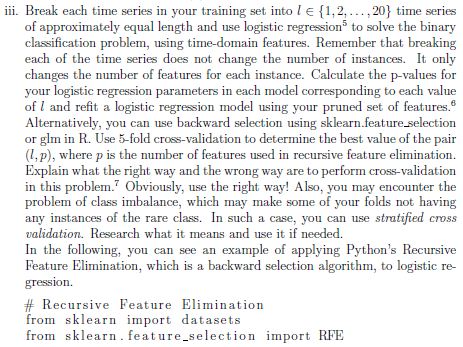 iii. Break each time series in your training set into l ∈ {1, 2, . . . , 20} time series
of approximately equal length and use logistic regression⁵ to solve the binary
classification problem, using time-domain features. Remember that breaking
each of the time series does not change the number of instances. It only
changes the number of features for each instance. Calculate the p-values for
your logistic regression parameters in each model corresponding to each value
of l and refit a logistic regression model using your pruned set of features.⁶
Alternatively, you can use backward selection using sklearn.feature_selection
or glm in R. Use 5-fold cross-validation to determine the best value of the pair
(l, p), where p is the number of features used in recursive feature elimination.
Explain what the right way and the wrong way are to perform cross-validation
in this problem.⁷ Obviously, use the right way! Also, you may encounter the
problem of class imbalance, which may make some of your folds not having
any instances of the rare class. In such a case, you can use stratified cross
validation. Research what it means and use it if needed.
In the following, you can see an example of applying Python's Recursive
Feature Elimination, which is a backward selection algorithm, to logistic re-
gression.
# Recursive Feature Elimination
from sklearn import datasets
from sklearn.feature_selection import RFE